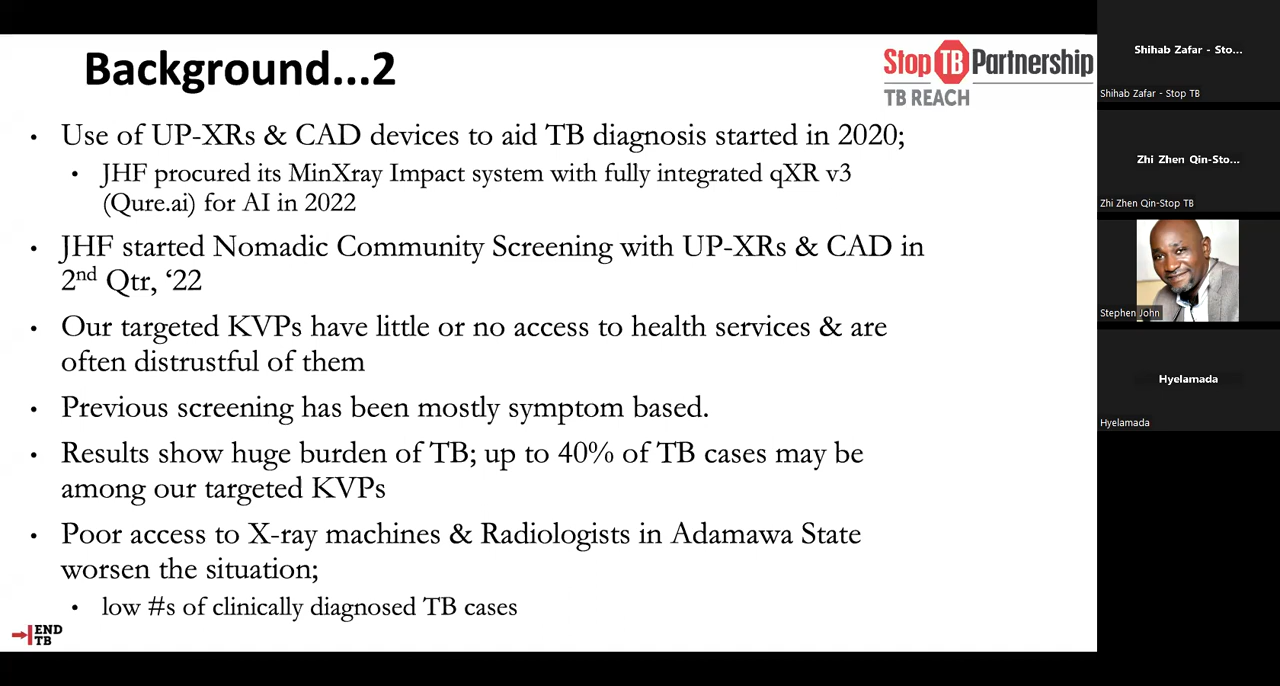 Background...2
Stop TB Partnership
TB REACH
• Use of UP-XRs & CAD devices to aid TB diagnosis started in 2020;
• JHF procured its MinXray Impact system with fully integrated qXR v3
(Qure.ai) for AI in 2022
• JHF started Nomadic Community Screening with UP-XRs & CAD in
2nd Qtr, ‘22
• Our targeted KVPs have little or no access to health services & are
often distrustful of them
• Previous screening has been mostly symptom based.
• Results show huge burden of TB; up to 40% of TB cases may be
among our targeted KVPs
• Poor access to X-ray machines & Radiologists in Adamawa State
worsen the situation;
• low #s of clinically diagnosed TB cases
END
TB
Shihab Zafar - Sto...
Shihab Zafar - Stop TB
Zhi Zhen Qin-Sto...
Zhi Zhen Qin-Stop TB
Stephen John
Hyelamada
Hyelamada